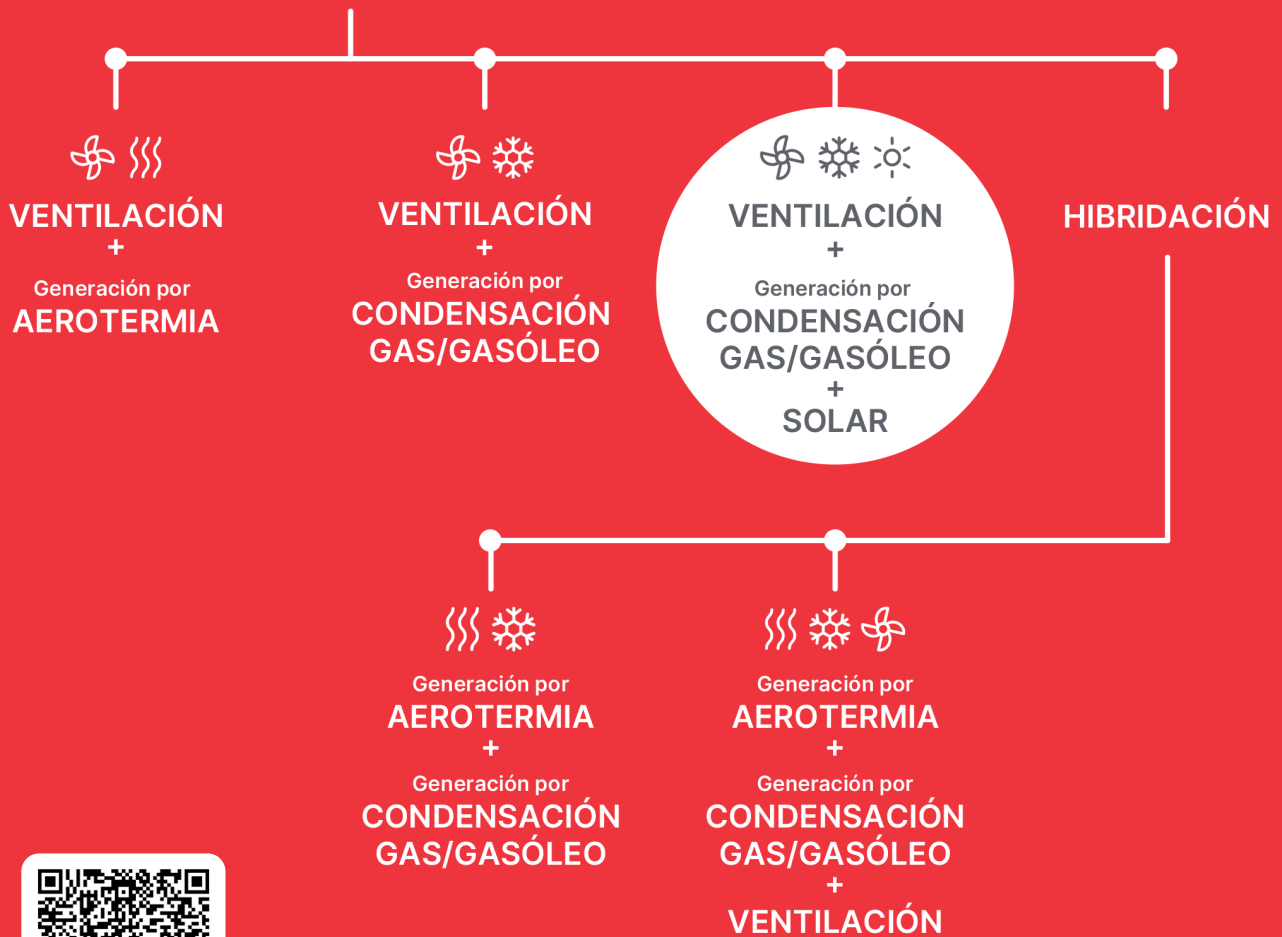 VENTILACIÓN
+
Generación por
AEROTERMIA
VENTILACIÓN
+
Generación por
CONDENSACIÓN
GAS/GASÓLEO
VENTILACIÓN
+
Generación por
CONDENSACIÓN
GAS/GASÓLEO
+
SOLAR
HIBRIDACIÓN
Generación por
AEROTERMIA
+
Generación por
CONDENSACIÓN
GAS/GASÓLEO
Generación por
AEROTERMIA
+
Generación por
CONDENSACIÓN
GAS/GASÓLEO
+
VENTILACIÓN